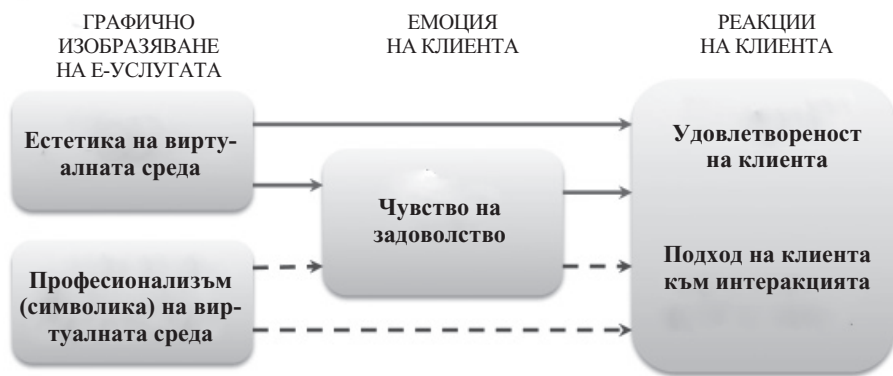 ГРАФИЧНО
ИЗОБРАЗЯВАНЕ
НА Е-УСЛУГАТА
ЕМОЦИЯ
НА КЛИЕНТА
РЕАКЦИИ
НА КЛИЕНТА
Естетика на вирту-
алната среда
Професионализъм
(символика) на вир-
туалната среда
Чувство на
задоволство
Удовлетвореност
на клиента
Подход на клиента
към интеракцията